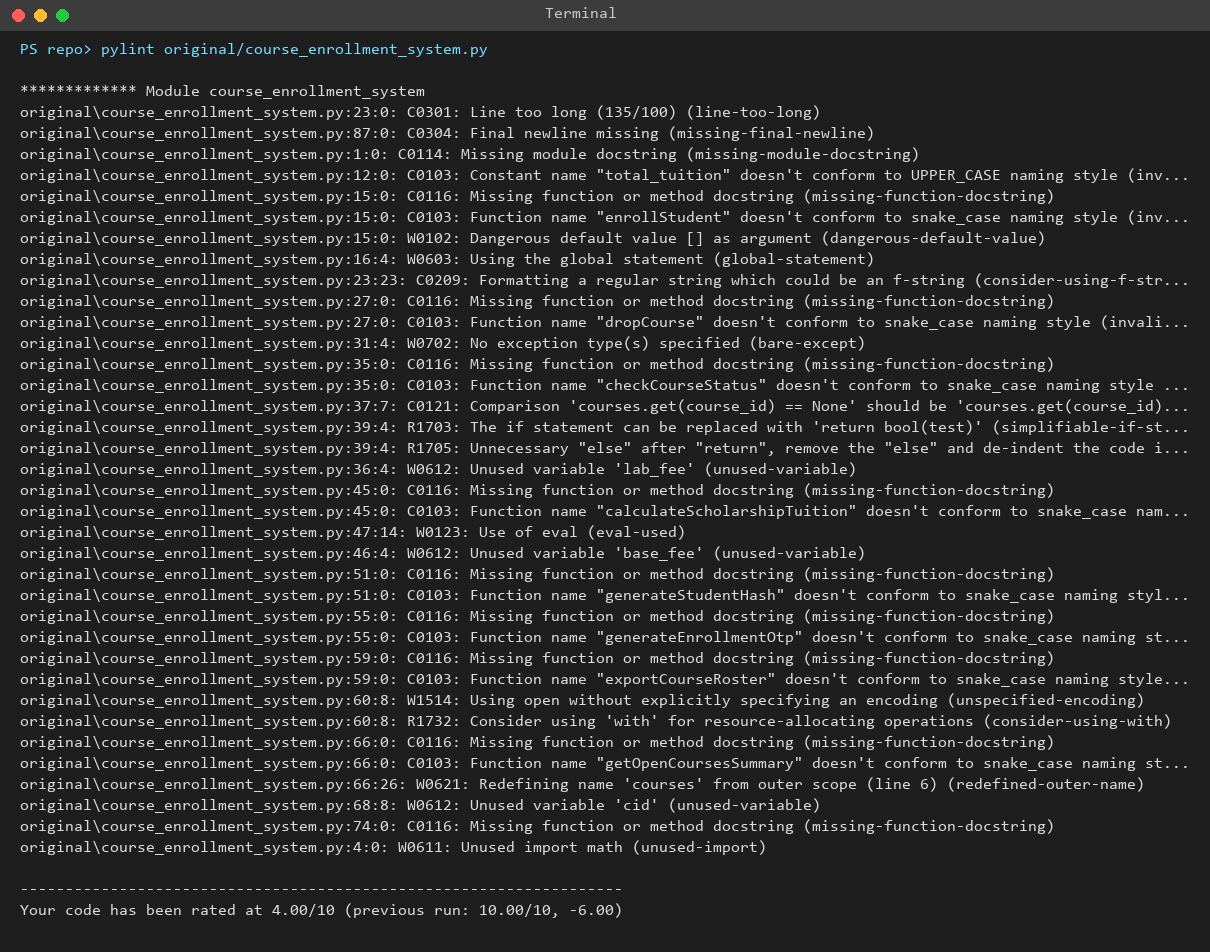 Terminal
PS repo> pylint original/course_enrollment_system.py
************* Module course_enrollment_system
original\course_enrollment_system.py:23:0: C0301: Line too long (135/100) (line-too-long)
original\course_enrollment_system.py:87:0: C0304: Final newline missing (missing-final-newline)
original\course_enrollment_system.py:1:0: C0114: Missing module docstring (missing-module-docstring)
original\course_enrollment_system.py:12:0: C0103: Constant name "total_tuition" doesn't conform to UPPER_CASE naming style (inv...
original\course_enrollment_system.py:15:0: C0116: Missing function or method docstring (missing-function-docstring)
original\course_enrollment_system.py:15:0: C0103: Function name "enrollStudent" doesn't conform to snake_case naming style (inv...
original\course_enrollment_system.py:15:0: W0102: Dangerous default value [] as argument (dangerous-default-value)
original\course_enrollment_system.py:16:4: W0603: Using the global statement (global-statement)
original\course_enrollment_system.py:23:23: C0209: Formatting a regular string which could be an f-string (consider-using-f-str...
original\course_enrollment_system.py:27:0: C0116: Missing function or method docstring (missing-function-docstring)
original\course_enrollment_system.py:27:0: C0103: Function name "dropCourse" doesn't conform to snake_case naming style (invali...
original\course_enrollment_system.py:31:4: W0702: No exception type(s) specified (bare-except)
original\course_enrollment_system.py:35:0: C0116: Missing function or method docstring (missing-function-docstring)
original\course_enrollment_system.py:35:0: C0103: Function name "checkCourseStatus" doesn't conform to snake_case naming style ...
original\course_enrollment_system.py:37:7: C0121: Comparison 'courses.get(course_id) == None' should be 'courses.get(course_id)...
original\course_enrollment_system.py:39:4: R1703: The if statement can be replaced with 'return bool(test)' (simplifiable-if-st...
original\course_enrollment_system.py:39:4: R1705: Unnecessary "else" after "return", remove the "else" and de-indent the code i...
original\course_enrollment_system.py:36:4: W0612: Unused variable 'lab_fee' (unused-variable)
original\course_enrollment_system.py:45:0: C0116: Missing function or method docstring (missing-function-docstring)
original\course_enrollment_system.py:45:0: C0103: Function name "calculateScholarshipTuition" doesn't conform to snake_case nam...
original\course_enrollment_system.py:47:14: W0123: Use of eval (eval-used)
original\course_enrollment_system.py:46:4: W0612: Unused variable 'base_fee' (unused-variable)
original\course_enrollment_system.py:51:0: C0116: Missing function or method docstring (missing-function-docstring)
original\course_enrollment_system.py:51:0: C0103: Function name "generateStudentHash" doesn't conform to snake_case naming styl...
original\course_enrollment_system.py:55:0: C0116: Missing function or method docstring (missing-function-docstring)
original\course_enrollment_system.py:55:0: C0103: Function name "generateEnrollmentOtp" doesn't conform to snake_case naming st...
original\course_enrollment_system.py:59:0: C0116: Missing function or method docstring (missing-function-docstring)
original\course_enrollment_system.py:59:0: C0103: Function name "exportCourseRoster" doesn't conform to snake_case naming style...
original\course_enrollment_system.py:60:8: W1514: Using open without explicitly specifying an encoding (unspecified-encoding)
original\course_enrollment_system.py:60:8: R1732: Consider using 'with' for resource-allocating operations (consider-using-with)
original\course_enrollment_system.py:66:0: C0116: Missing function or method docstring (missing-function-docstring)
original\course_enrollment_system.py:66:0: C0103: Function name "getOpenCoursesSummary" doesn't conform to snake_case naming st...
original\course_enrollment_system.py:66:26: W0621: Redefining name 'courses' from outer scope (line 6) (redefined-outer-name)
original\course_enrollment_system.py:68:8: W0612: Unused variable 'cid' (unused-variable)
original\course_enrollment_system.py:74:0: C0116: Missing function or method docstring (missing-function-docstring)
original\course_enrollment_system.py:4:0: W0611: Unused import math (unused-import)
-------------------------------------------------------------------
Your code has been rated at 4.00/10 (previous run: 10.00/10, -6.00)